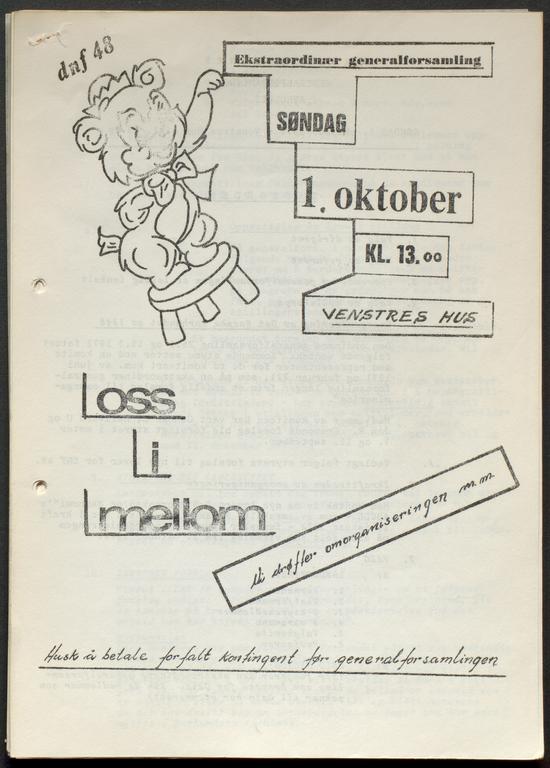 dnf 48
Ekstraordinær generalforsamling
SØNDAG
1. oktober
KL. 13.00
VENSTRES HUS
Oss
i
mellom
Vi drøfter omorganiseringen m.m.
Husk å betale forfalt kontingent før generalforsamlingen